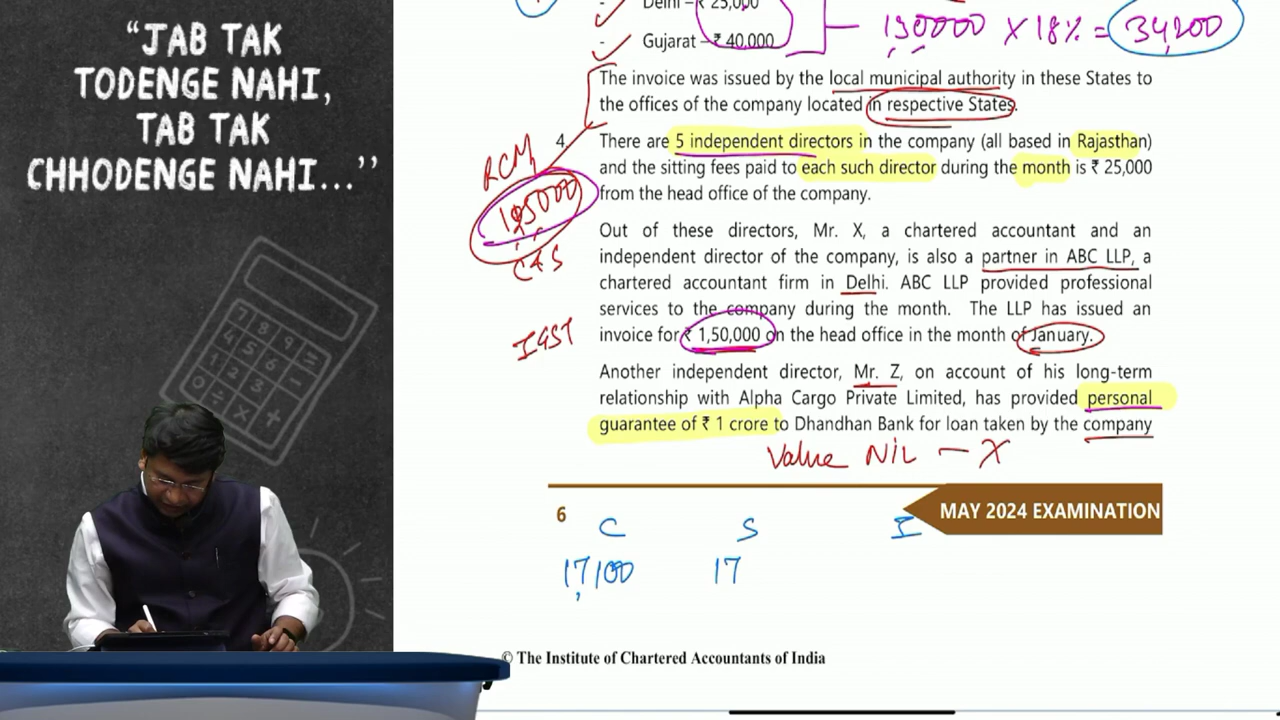 “JAB TAK
TODENGE NAHI,
TAB TAK
CHHODENGE NAHI...’’
Delhi – ₹ 25,000
Gujarat – ₹ 40,000
190000 X 18% = 34,200
The invoice was issued by the local municipal authority in these States to
the offices of the company located in respective States.
4. There are 5 independent directors in the company (all based in Rajasthan)
and the sitting fees paid to each such director during the month is ₹ 25,000
from the head office of the company.
RCM
125000
C&S
Out of these directors, Mr. X, a chartered accountant and an
independent director of the company, is also a partner in ABC LLP, a
chartered accountant firm in Delhi. ABC LLP provided professional
services to the company during the month. The LLP has issued an
invoice for ₹ 1,50,000 on the head office in the month of January.
IGST
Another independent director, Mr. Z, on account of his long-term
relationship with Alpha Cargo Private Limited, has provided personal
guarantee of ₹ 1 crore to Dhandhan Bank for loan taken by the company
Value NIL – X
6
MAY 2024 EXAMINATION
C S I
17,100 17
© The Institute of Chartered Accountants of India